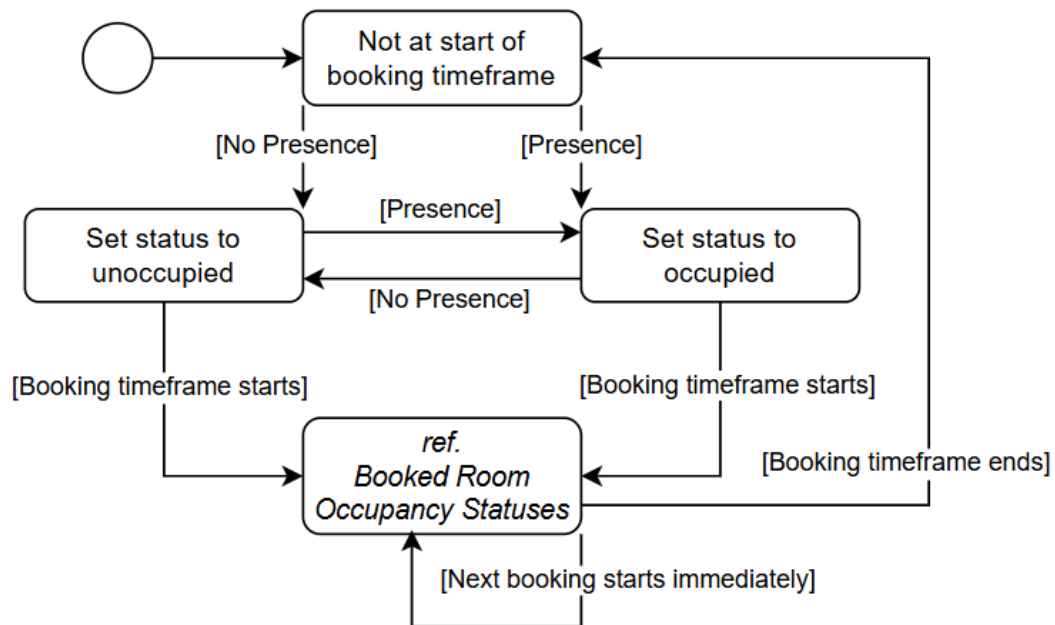 Not at start of
booking timeframe
[No Presence]
[Presence]
[Presence]
Set status to
unoccupied
Set status to
occupied
[No Presence]
[Booking timeframe starts]
[Booking timeframe starts]
ref.
Booked Room
Occupancy Statuses
[Booking timeframe ends]
[Next booking starts immediately]